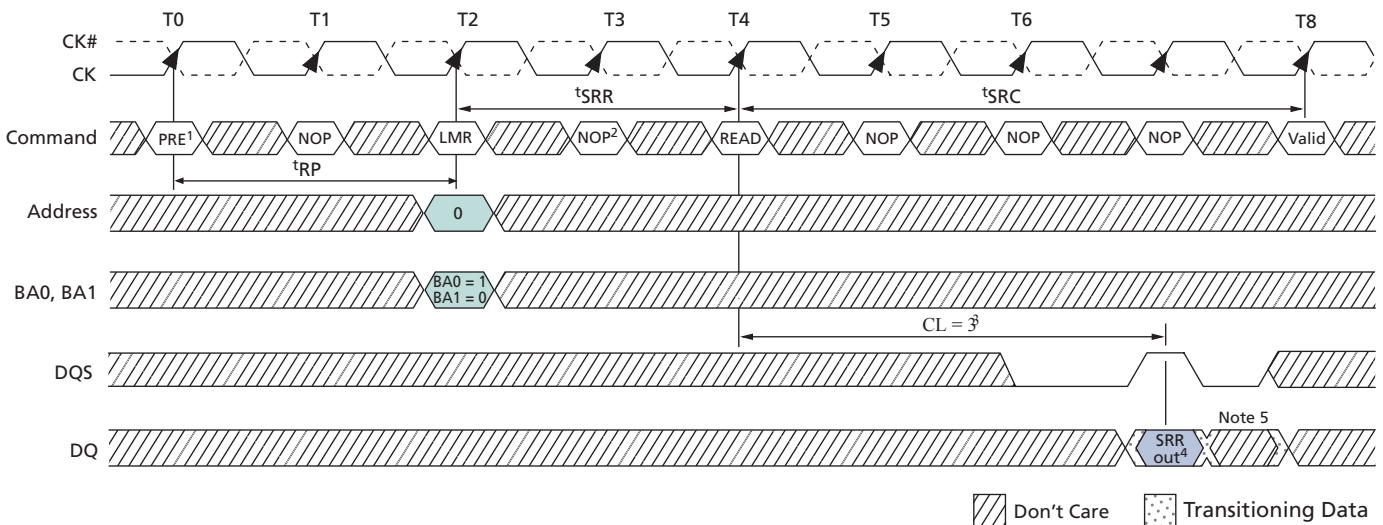 T0 T1 T2 T3 T4 T5 T6 T8
CK#
CK
tSRR tSRC
Command PRE1 NOP LMR NOP2 READ NOP NOP NOP Valid
tRP
Address 0
BA0, BA1 BA0 = 1
BA1 = 0
CL = 33
DQS
Note 5
DQ SRR
out4
Don't Care Transitioning Data